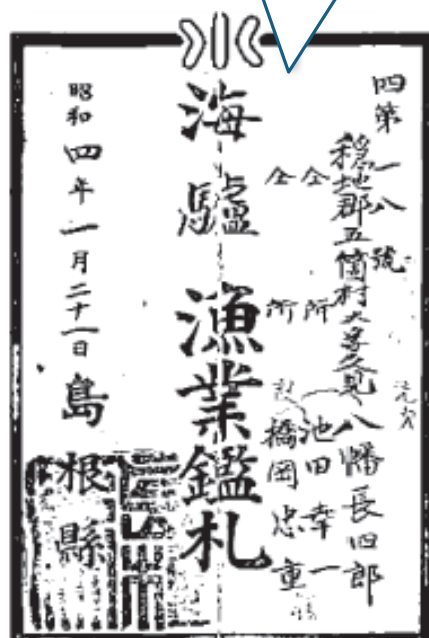 四第一八號
穏地郡五箇村大字久見 八幡長四郎
仝所 池田幸一
仝所 橋岡忠重
海驢漁業鑑札
昭和四年一月二十一日 島根縣